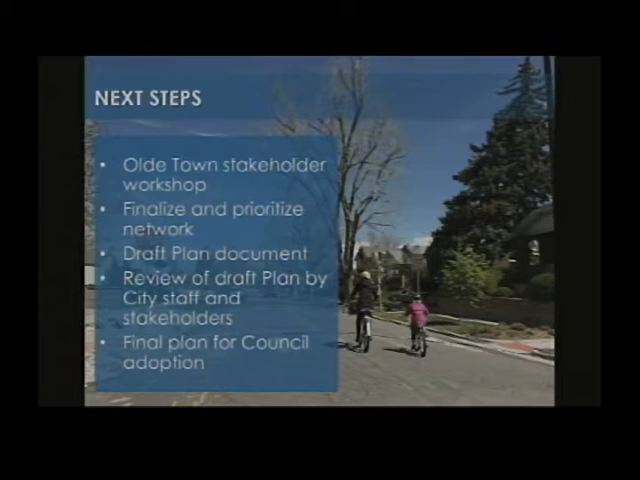 NEXT STEPS
• Olde Town stakeholder
workshop
• Finalize and prioritize
network
• Draft Plan document
• Review of draft Plan by
City staff and
stakeholders
• Final plan for Council
adoption